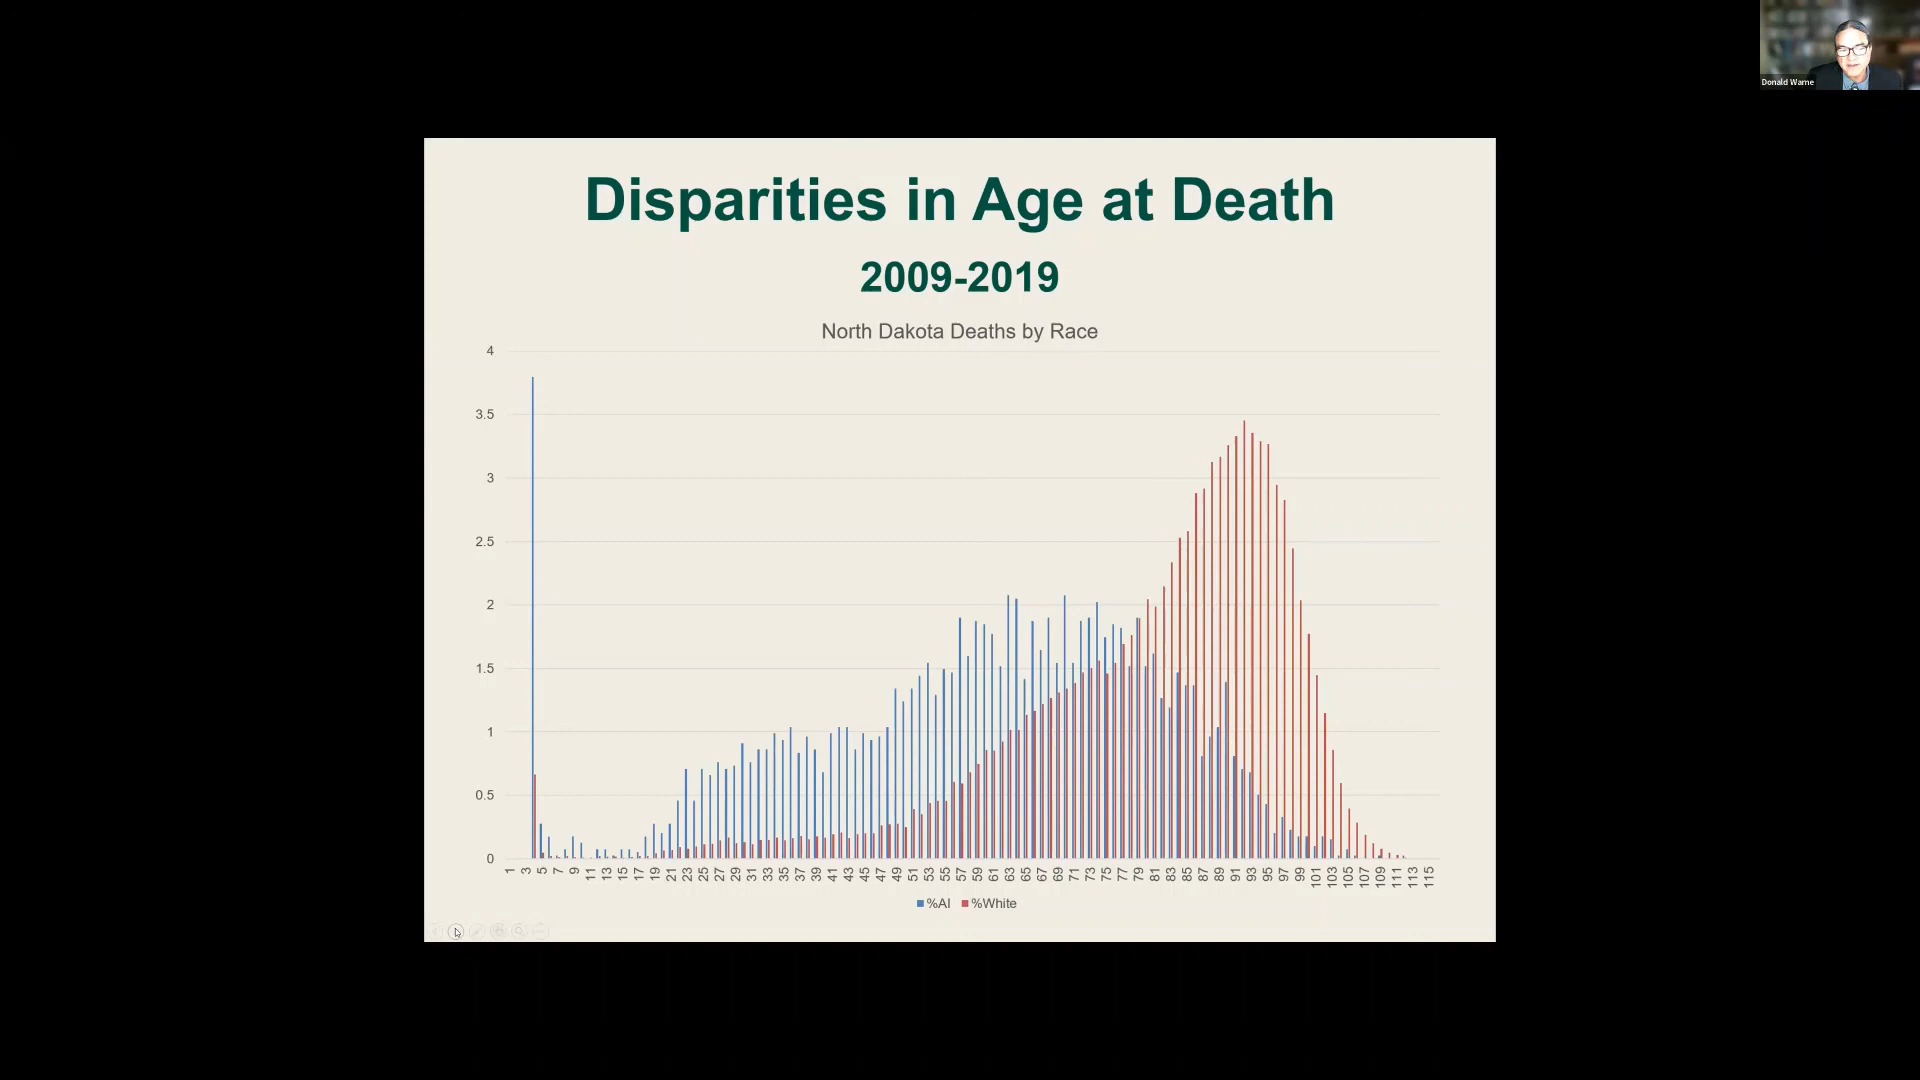 Donald Warne
Disparities in Age at Death
2009-2019
North Dakota Deaths by Race
4
3.5
3
2.5
2
1.5
1
0.5
0
1 3 5 7 9 11 13 15 17 19 21 23 25 27 29 31 33 35 37 39 41 43 45 47 49 51 53 55 57 59 61 63 65 67 69 71 73 75 77 79 81 83 85 87 89 91 93 95 97 99 101 103 105 107 109 111 113 115
%AI %White